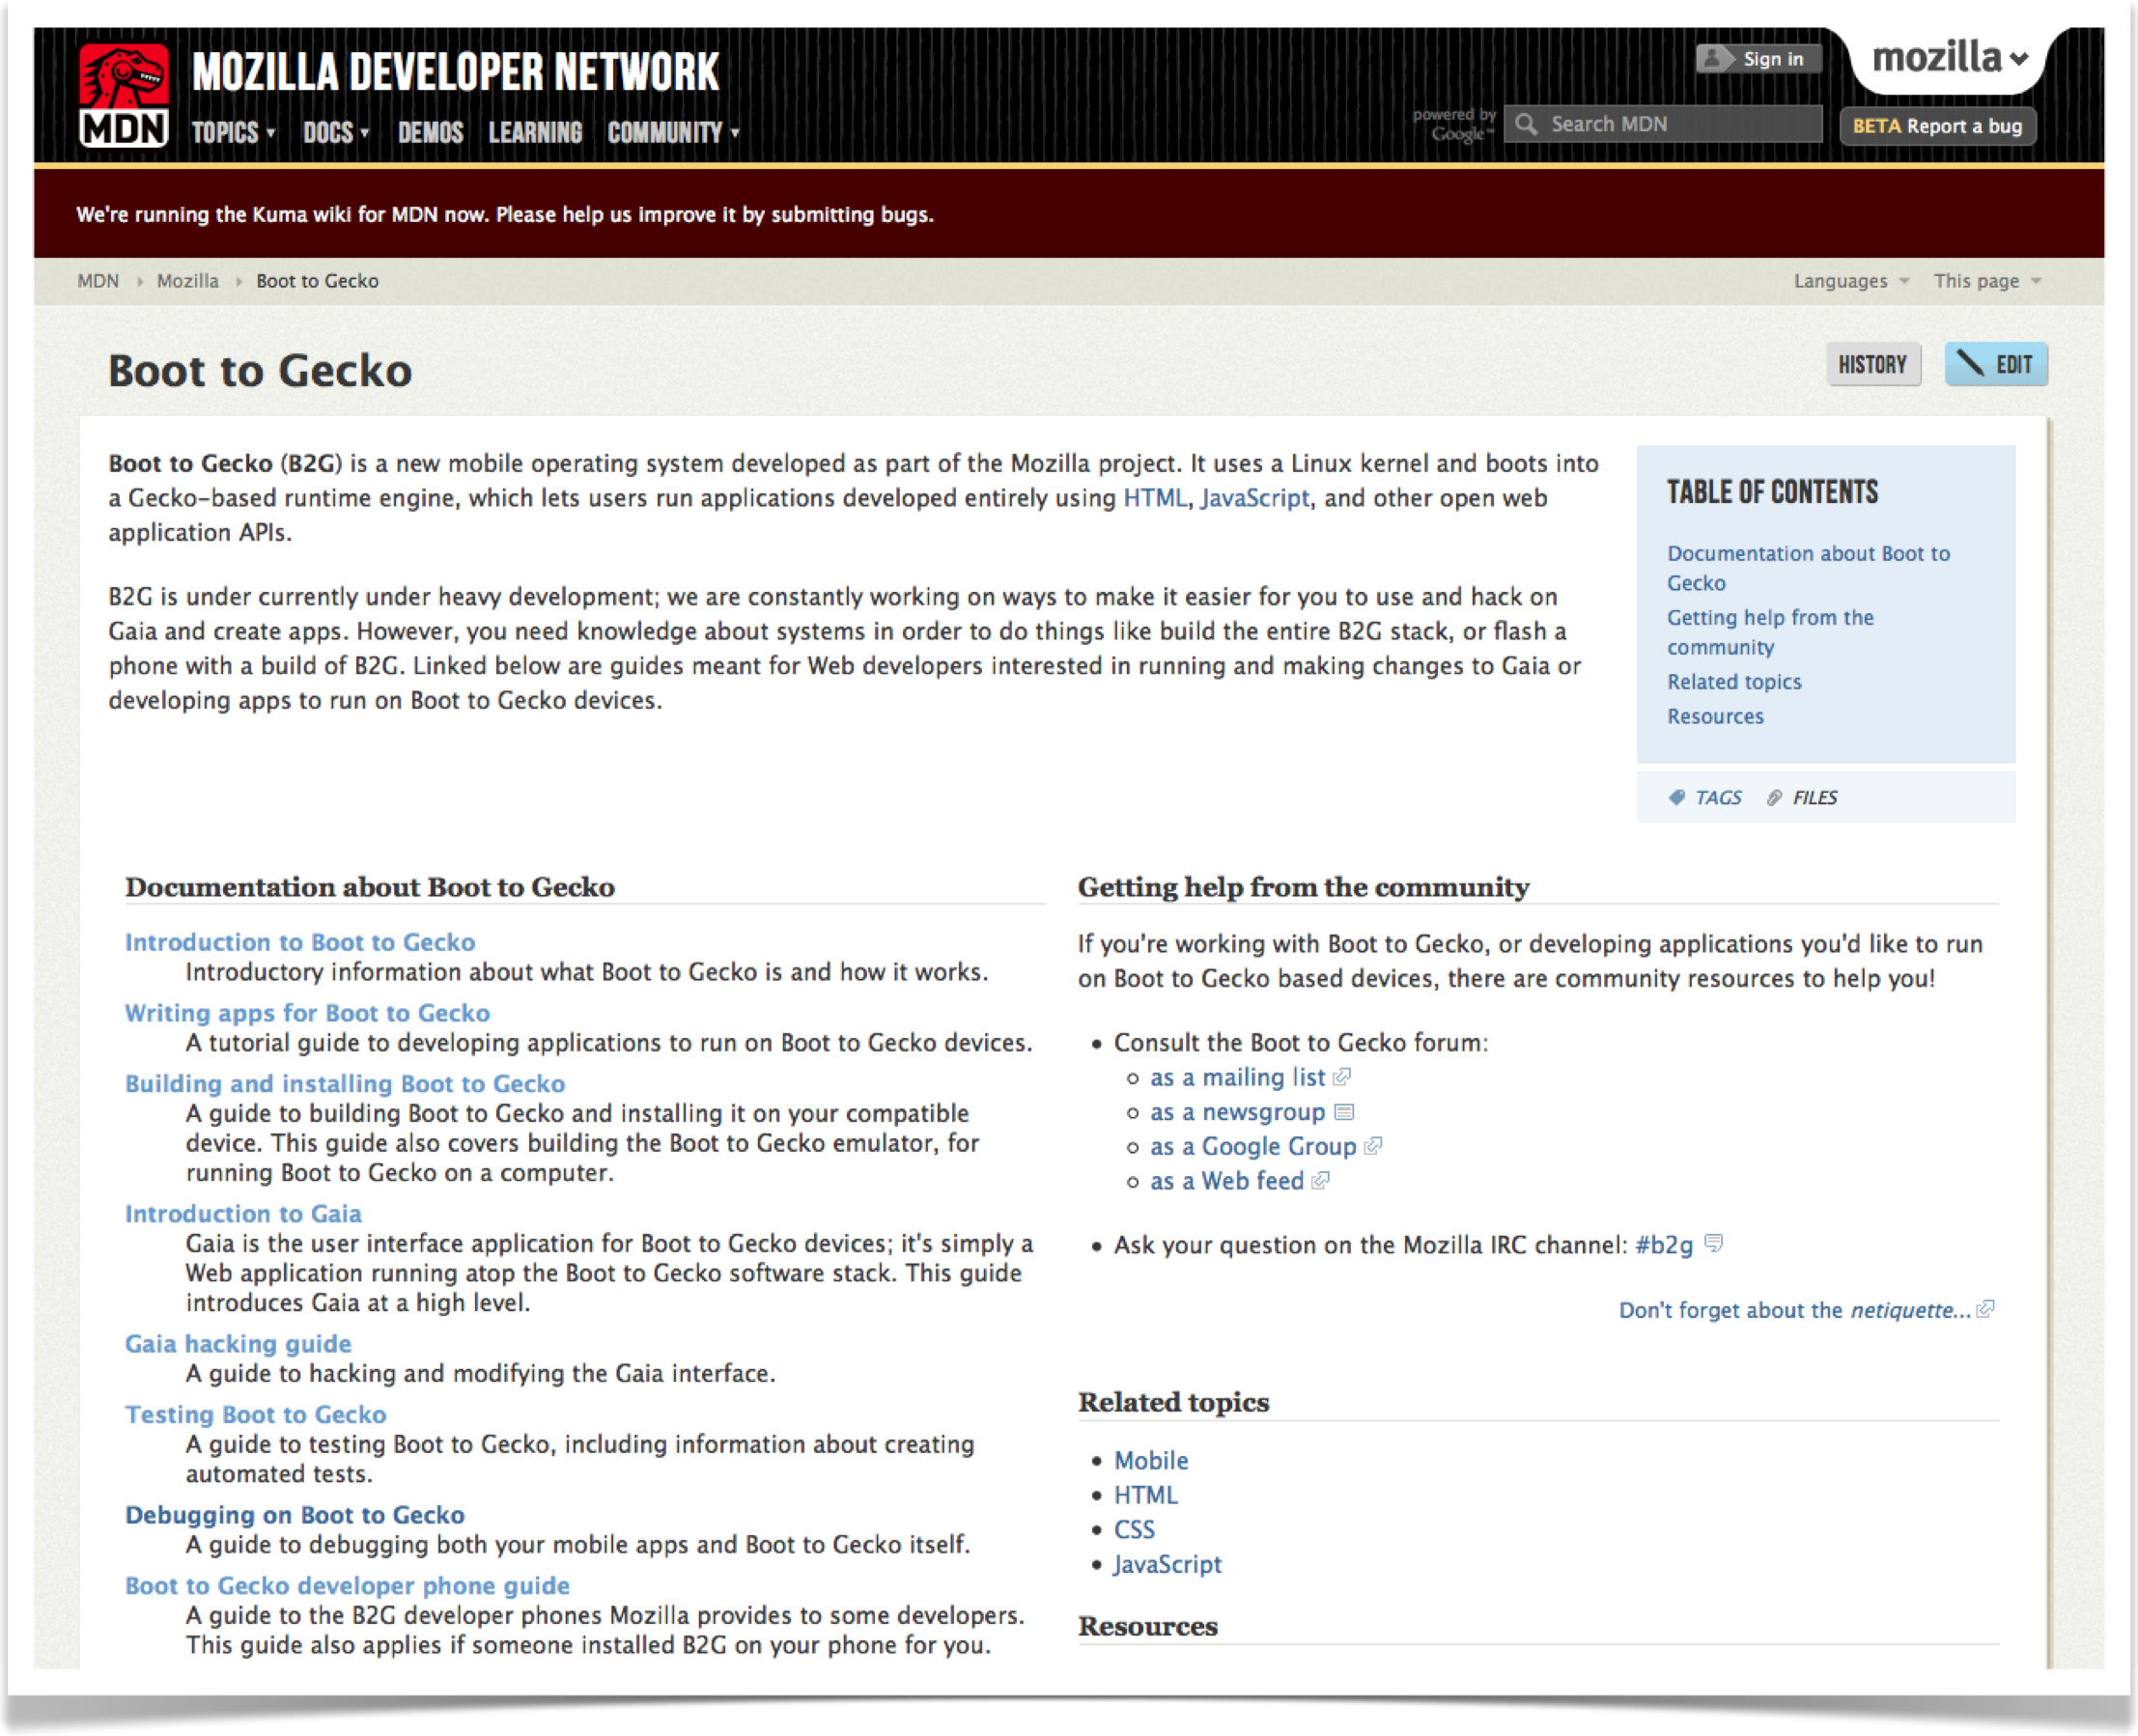 MOZILLA DEVELOPER NETWORK
Sign in
mozilla
MDN
TOPICS
DOCS
DEMOS
LEARNING
COMMUNITY
powered by
Google™
Search MDN
BETA Report a bug
We're running the Kuma wiki for MDN now. Please help us improve it by submitting bugs.
MDN
Mozilla
Boot to Gecko
Languages
This page
Boot to Gecko
HISTORY
EDIT
Boot to Gecko (B2G) is a new mobile operating system developed as part of the Mozilla project. It uses a Linux kernel and boots into
a Gecko-based runtime engine, which lets users run applications developed entirely using HTML, JavaScript, and other open web
application APIs.
B2G is under currently under heavy development; we are constantly working on ways to make it easier for you to use and hack on
Gaia and create apps. However, you need knowledge about systems in order to do things like build the entire B2G stack, or flash a
phone with a build of B2G. Linked below are guides meant for Web developers interested in running and making changes to Gaia or
developing apps to run on Boot to Gecko devices.
TABLE OF CONTENTS
Documentation about Boot to
Gecko
Getting help from the
community
Related topics
Resources
TAGS
FILES
Documentation about Boot to Gecko
Introduction to Boot to Gecko
Introductory information about what Boot to Gecko is and how it works.
Writing apps for Boot to Gecko
A tutorial guide to developing applications to run on Boot to Gecko devices.
Building and installing Boot to Gecko
A guide to building Boot to Gecko and installing it on your compatible
device. This guide also covers building the Boot to Gecko emulator, for
running Boot to Gecko on a computer.
Introduction to Gaia
Gaia is the user interface application for Boot to Gecko devices; it's simply a
Web application running atop the Boot to Gecko software stack. This guide
introduces Gaia at a high level.
Gaia hacking guide
A guide to hacking and modifying the Gaia interface.
Testing Boot to Gecko
A guide to testing Boot to Gecko, including information about creating
automated tests.
Debugging on Boot to Gecko
A guide to debugging both your mobile apps and Boot to Gecko itself.
Boot to Gecko developer phone guide
A guide to the B2G developer phones Mozilla provides to some developers.
This guide also applies if someone installed B2G on your phone for you.
Getting help from the community
If you're working with Boot to Gecko, or developing applications you'd like to run
on Boot to Gecko based devices, there are community resources to help you!
• Consult the Boot to Gecko forum:
as a mailing list
as a newsgroup
as a Google Group
as a Web feed
• Ask your question on the Mozilla IRC channel: #b2g
Don't forget about the netiquette...
Related topics
• Mobile
• HTML
• CSS
• JavaScript
Resources